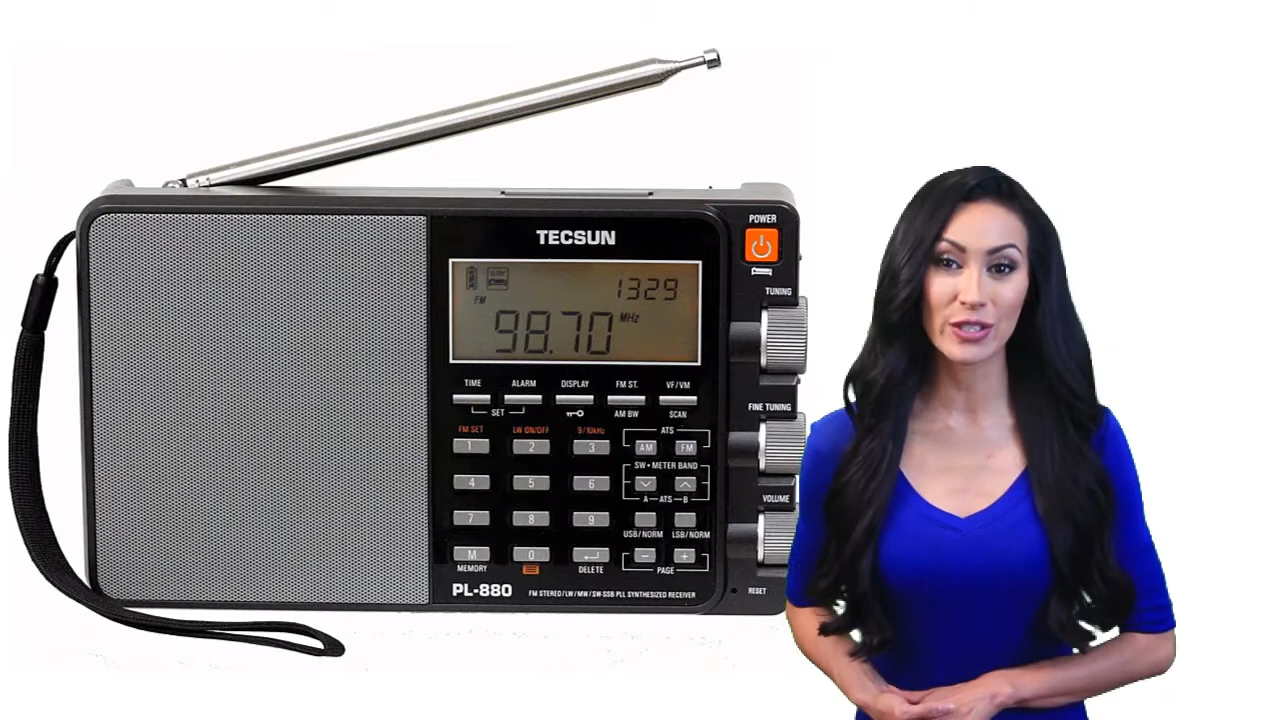 POWER
TECSUN
TUNING
1329
FM
98.70 MHz
TIME ALARM DISPLAY FM ST. VF/VM
SET AM BW SCAN
FINE TUNING
FM SET LW ON/OFF 9/10kHz ATS
1 2 3 AM FM
SW • METER BAND
4 5 6
A ATS B
VOLUME
7 8 9
USB/NORM LSB/NORM
M 0 - +
MEMORY DELETE PAGE
PL-880 FM STEREO/LW/MW/SW-SSB PLL SYNTHESIZED RECEIVER
RESET